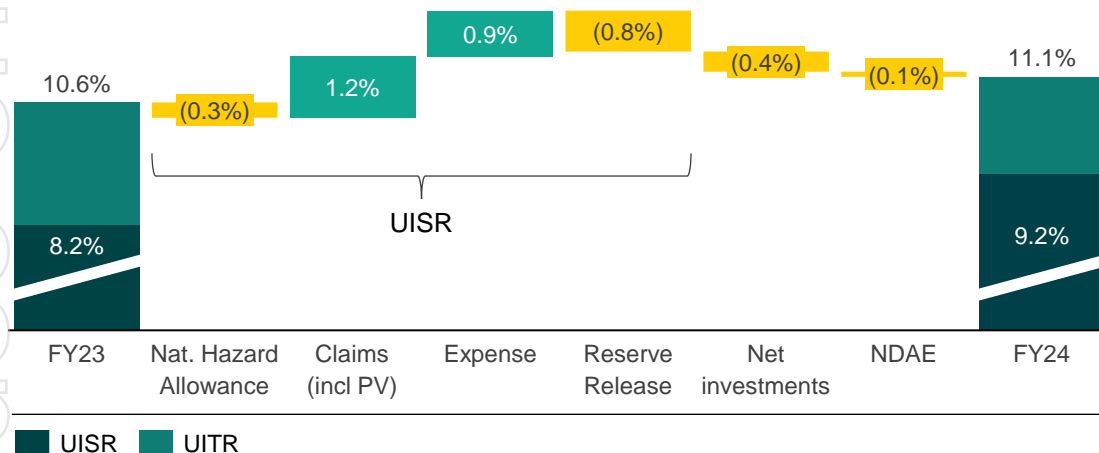 10.6%
8.2%
(0.3%)
1.2%
0.9%
(0.8%)
(0.4%)
(0.1%)
11.1%
9.2%
UISR
FY23
Nat. Hazard
Allowance
Claims
(incl PV)
Expense
Reserve
Release
Net
investments
NDAE
FY24
UISR
UITR